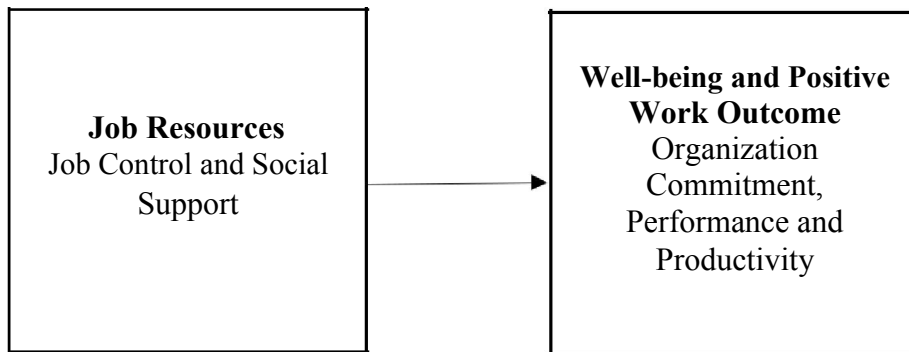 Job Resources
Job Control and Social
Support
Well-being and Positive
Work Outcome
Organization
Commitment,
Performance and
Productivity